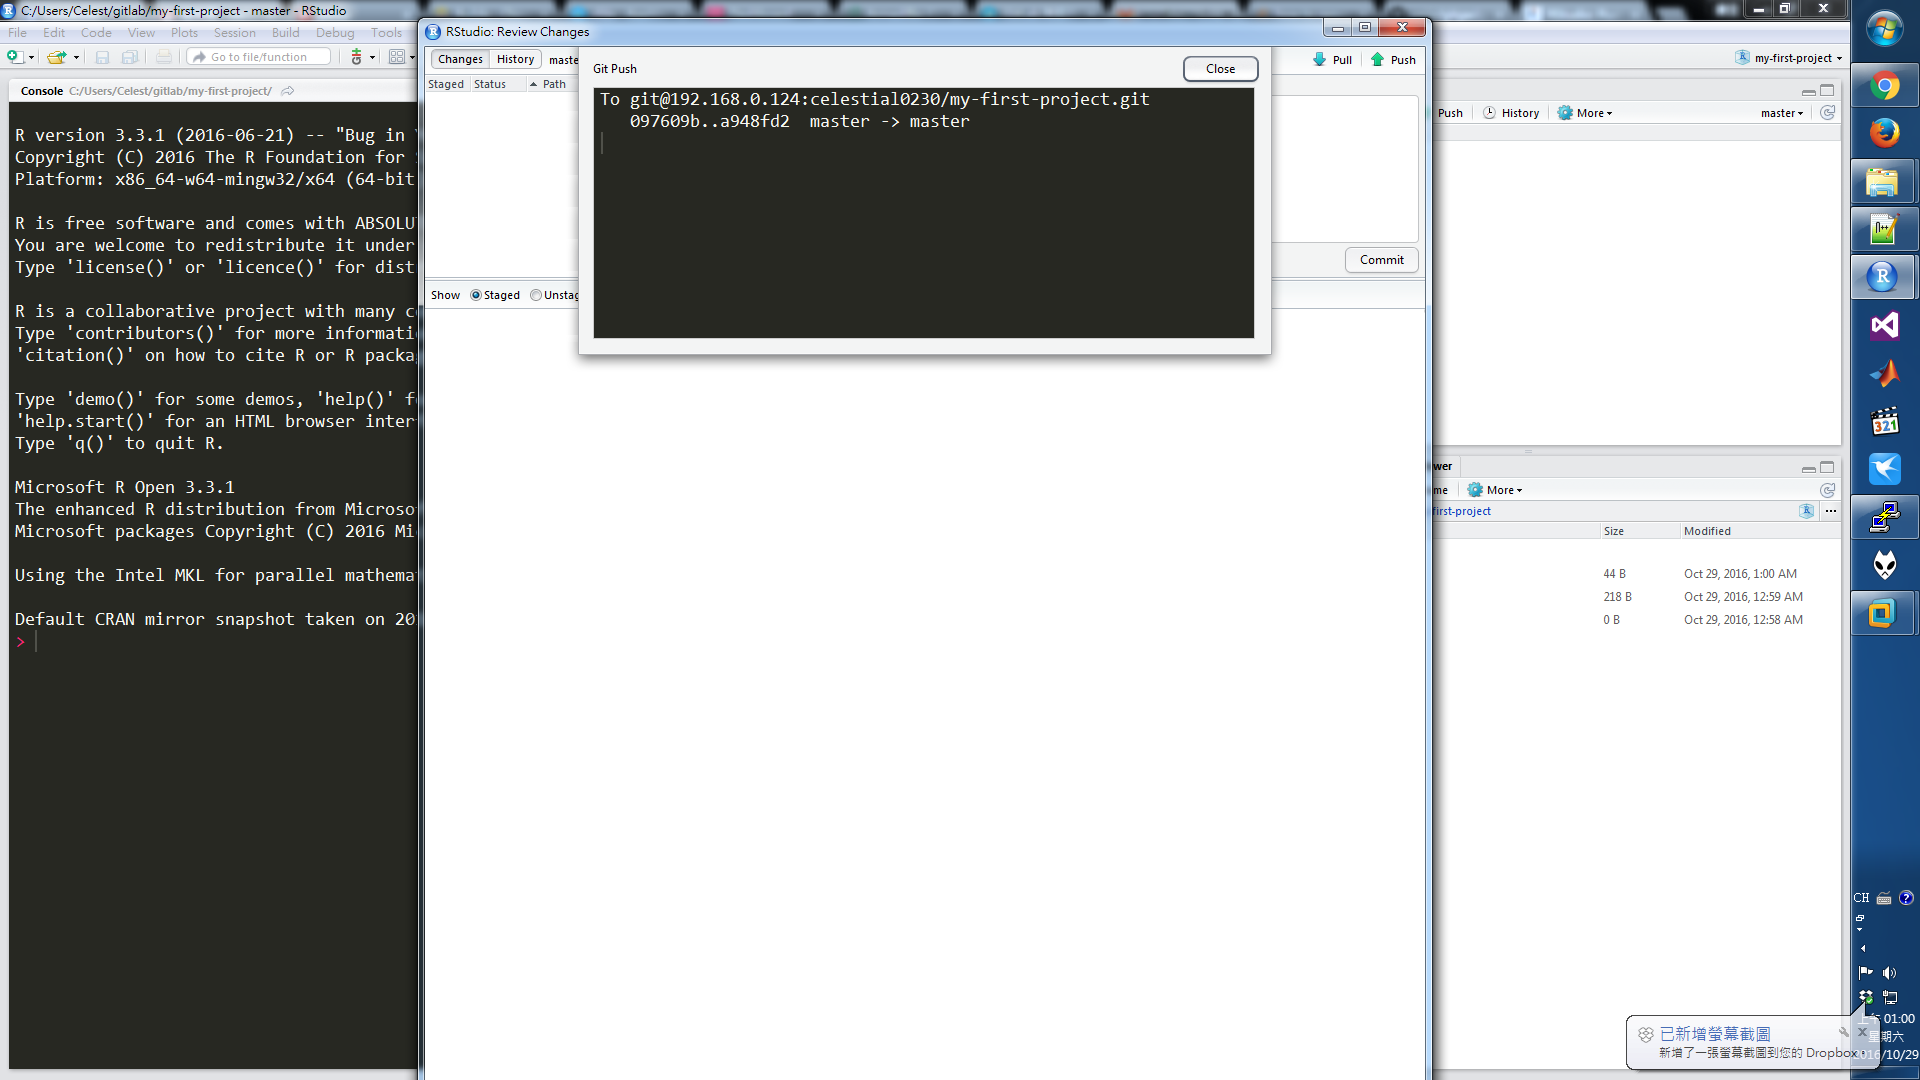 C:/Users/Celest/gitlab/my-first-project - master - RStudio
File Edit Code View Plots Session Build Debug Tools
Go to file/function
my-first-project
Console C:/Users/Celest/gitlab/my-first-project/
R version 3.3.1 (2016-06-21) -- "Bug in
Copyright (C) 2016 The R Foundation for
Platform: x86_64-w64-mingw32/x64 (64-bit
R is free software and comes with ABSOLU
You are welcome to redistribute it under
Type 'license()' or 'licence()' for dist
R is a collaborative project with many c
Type 'contributors()' for more informati
'citation()' on how to cite R or R packa
Type 'demo()' for some demos, 'help()' f
'help.start()' for an HTML browser inter
Type 'q()' to quit R.
Microsoft R Open 3.3.1
The enhanced R distribution from Microso
Microsoft packages Copyright (C) 2016 Mi
Using the Intel MKL for parallel mathema
Default CRAN mirror snapshot taken on 20
>
RStudio: Review Changes
Changes History maste
Pull Push
Staged Status Path
Git Push
Close
To git@192.168.0.124:celestial0230/my-first-project.git
097609b..a948fd2 master -> master
Commit
Show Staged Unstag
Push History More master
wer
me More
first-project
Size Modified
44 B Oct 29, 2016, 1:00 AM
218 B Oct 29, 2016, 12:59 AM
0 B Oct 29, 2016, 12:58 AM
321
CH
01:00
星期六
2016/10/29
已新增螢幕截圖
新增了一張螢幕截圖到您的 Dropbox